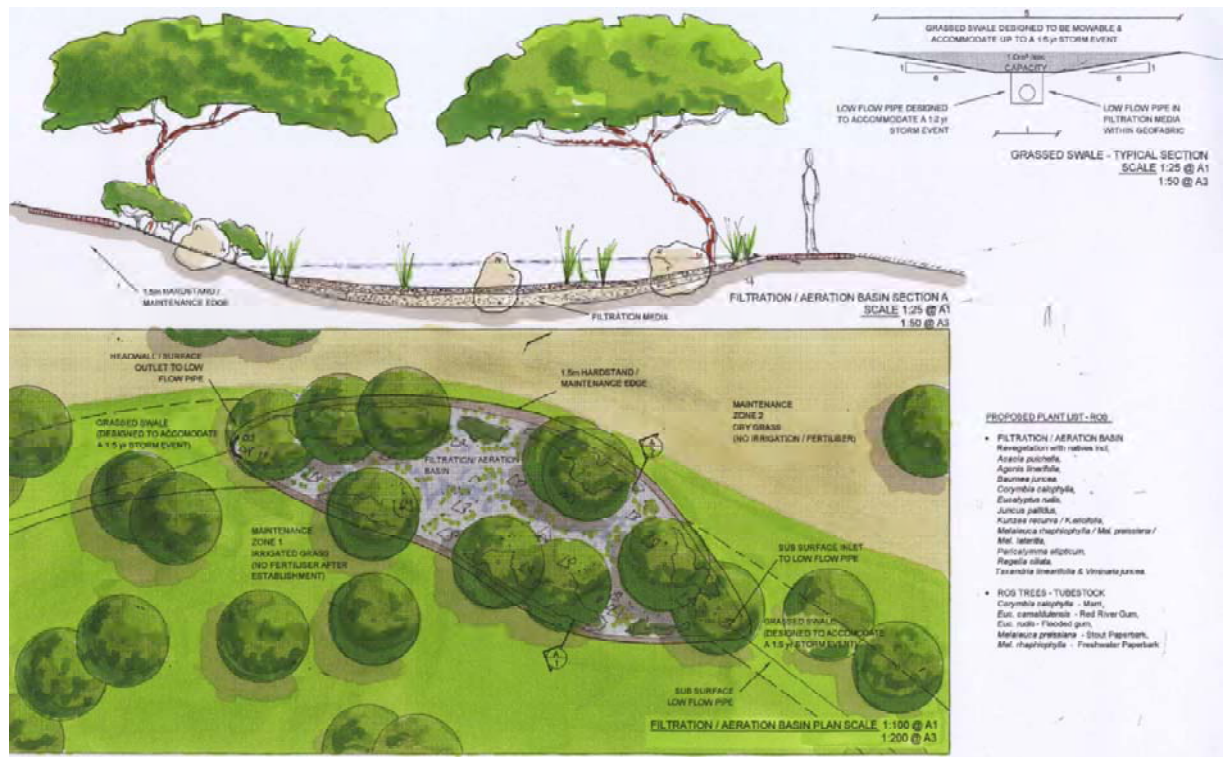 5
GRASSED SWALE DESIGNED TO BE MOWABLE &
ACCOMMODATE UP TO A 1:5 yr STORM EVENT
CAPACITY
1
6
6
1
LOW FLOW PIPE DESIGNED
TO ACCOMMODATE A 1:2 yr
STORM EVENT
LOW FLOW PIPE IN
FILTRATION MEDIA
WITHIN GEOFABRIC
1
GRASSED SWALE - TYPICAL SECTION
SCALE 1:25 @ A1
1:50 @ A3
1.5m HARDSTAND /
MAINTENANCE EDGE
FILTRATION MEDIA
FILTRATION / AERATION BASIN SECTION A
SCALE 1:25 @ A1
1:50 @ A3
HEADWALL / SURFACE
OUTLET TO LOW
FLOW PIPE
1.5m HARDSTAND /
MAINTENANCE EDGE
GRASSED SWALE
(DESIGNED TO ACCOMODATE
A 1:5 yr STORM EVENT)
MAINTENANCE
ZONE 2
DRY GRASS
(NO IRRIGATION / FERTILISER)
FILTRATION / AERATION
BASIN
A
1
MAINTENANCE
ZONE 1
IRRIGATED GRASS
(NO FERTILISER AFTER
ESTABLISHMENT)
SUB SURFACE INLET
TO LOW FLOW PIPE
GRASSED SWALE
(DESIGNED TO ACCOMODATE
A 1:5 yr STORM EVENT)
A
1
SUB SURFACE
LOW FLOW PIPE
FILTRATION / AERATION BASIN PLAN SCALE 1:100 @ A1
1:200 @ A3
PROPOSED PLANT LIST - ROS
• FILTRATION / AERATION BASIN
Revegetation with natives incl,
Acacia pulchella,
Agonis linerifolia,
Baumea juncea
Corymbia calophylla,
Eucalyptus rudis,
Juncus pallidus,
Kunzea recurva / K.
Melaleuca rhaphiophylla / Mel. preissiana /
Mel. lateritia,
Pericalymma elipticum,
Regelia ciliata,
Taxandria linearifolia & Viminaria juncea
• ROS TREES - TUBESTOCK
Corymbia calophylla - Marri,
Euc. camaldulensis - Red River Gum,
Euc. rudis - Flooded gum,
Melaleuca preissiana - Stout Paperbark,
Mel. rhaphiophylla - Freshwater Paperbark